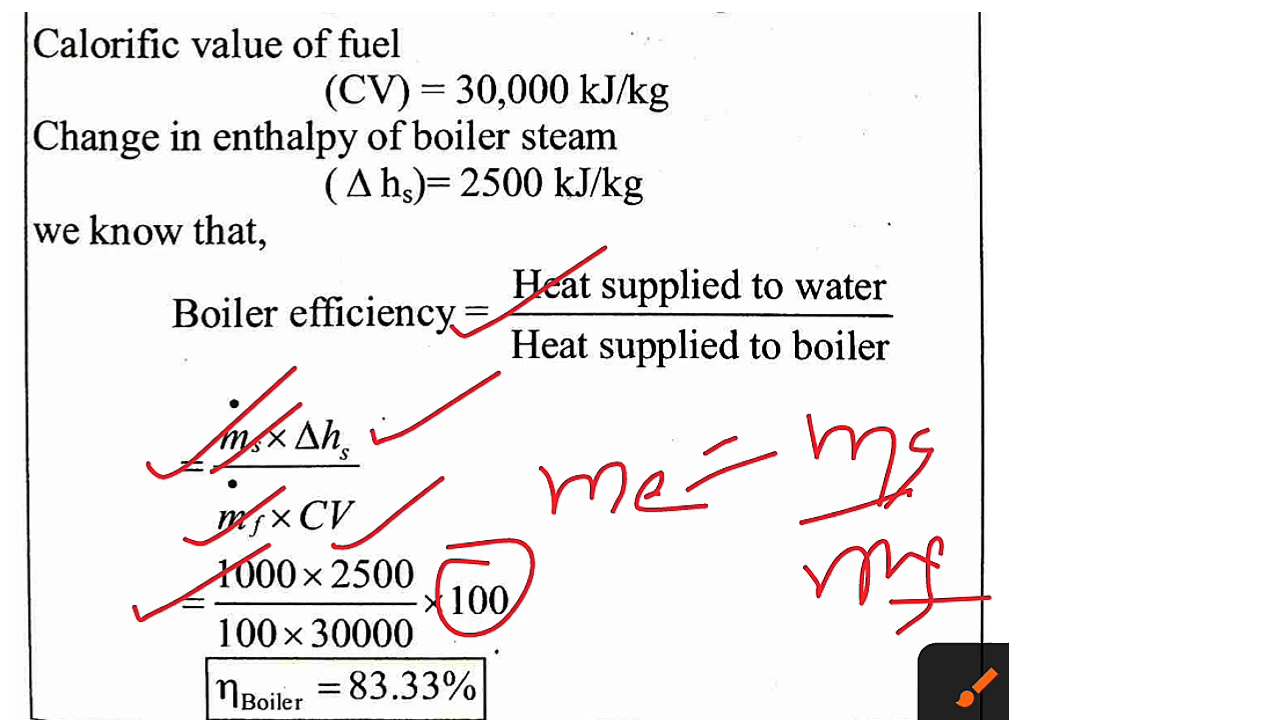 Calorific value of fuel
(CV) = 30,000 kJ/kg
Change in enthalpy of boiler steam
( Δ hₛ)= 2500 kJ/kg
we know that,
Boiler efficiency = Heat supplied to water
Heat supplied to boiler
= ṁₛ × Δhₛ
ṁ_f × CV
= 1000 × 2500 × 100
100 × 30000
η_Boiler = 83.33%
me = ms
mf